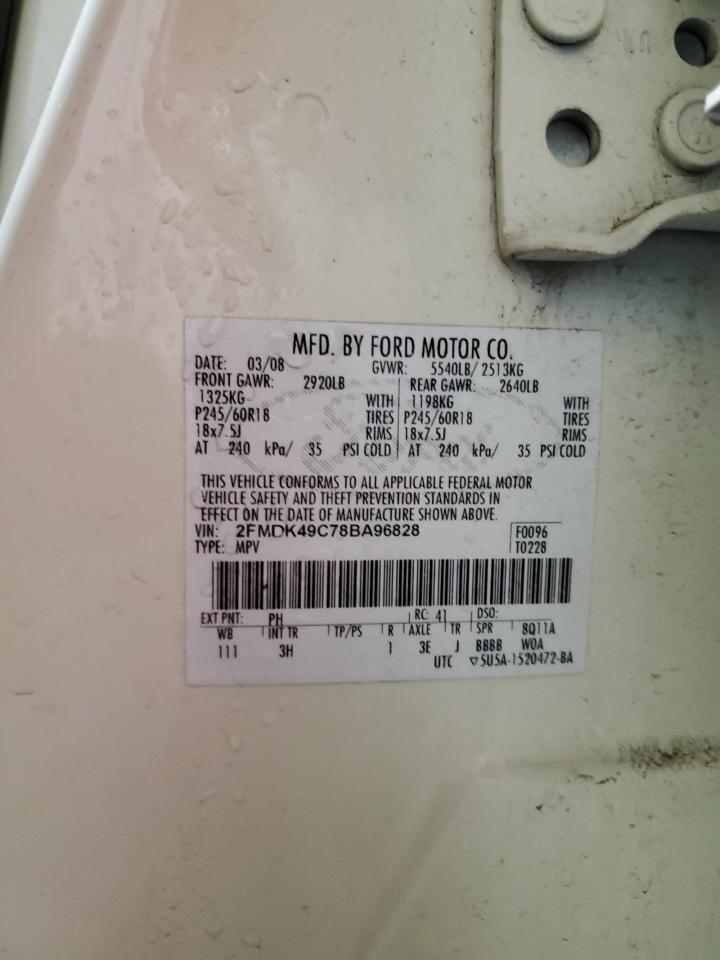 MFD. BY FORD MOTOR CO.
DATE: 03/08 GVWR: 5540LB/ 2513KG
FRONT GAWR: 2920LB REAR GAWR: 2640LB
1325KG WITH 1198KG WITH
P245/60R18 TIRES P245/60R18 TIRES
18x7.5J RIMS 18x7.5J RIMS
AT 240 kPa/ 35 PSI COLD AT 240 kPa/ 35 PSI COLD
THIS VEHICLE CONFORMS TO ALL APPLICABLE FEDERAL MOTOR
VEHICLE SAFETY AND THEFT PREVENTION STANDARDS IN
EFFECT ON THE DATE OF MANUFACTURE SHOWN ABOVE.
VIN: 2FMDK49C78BA96828 F0096
TYPE: MPV T0228
EXT PNT: PH RC: 41 DSO:
WB INT TR TP/PS R AXLE TR SPR 8Q11A
111 3H 1 3E J BBBB WOA
UTC ▽5U5A-1520472-BA